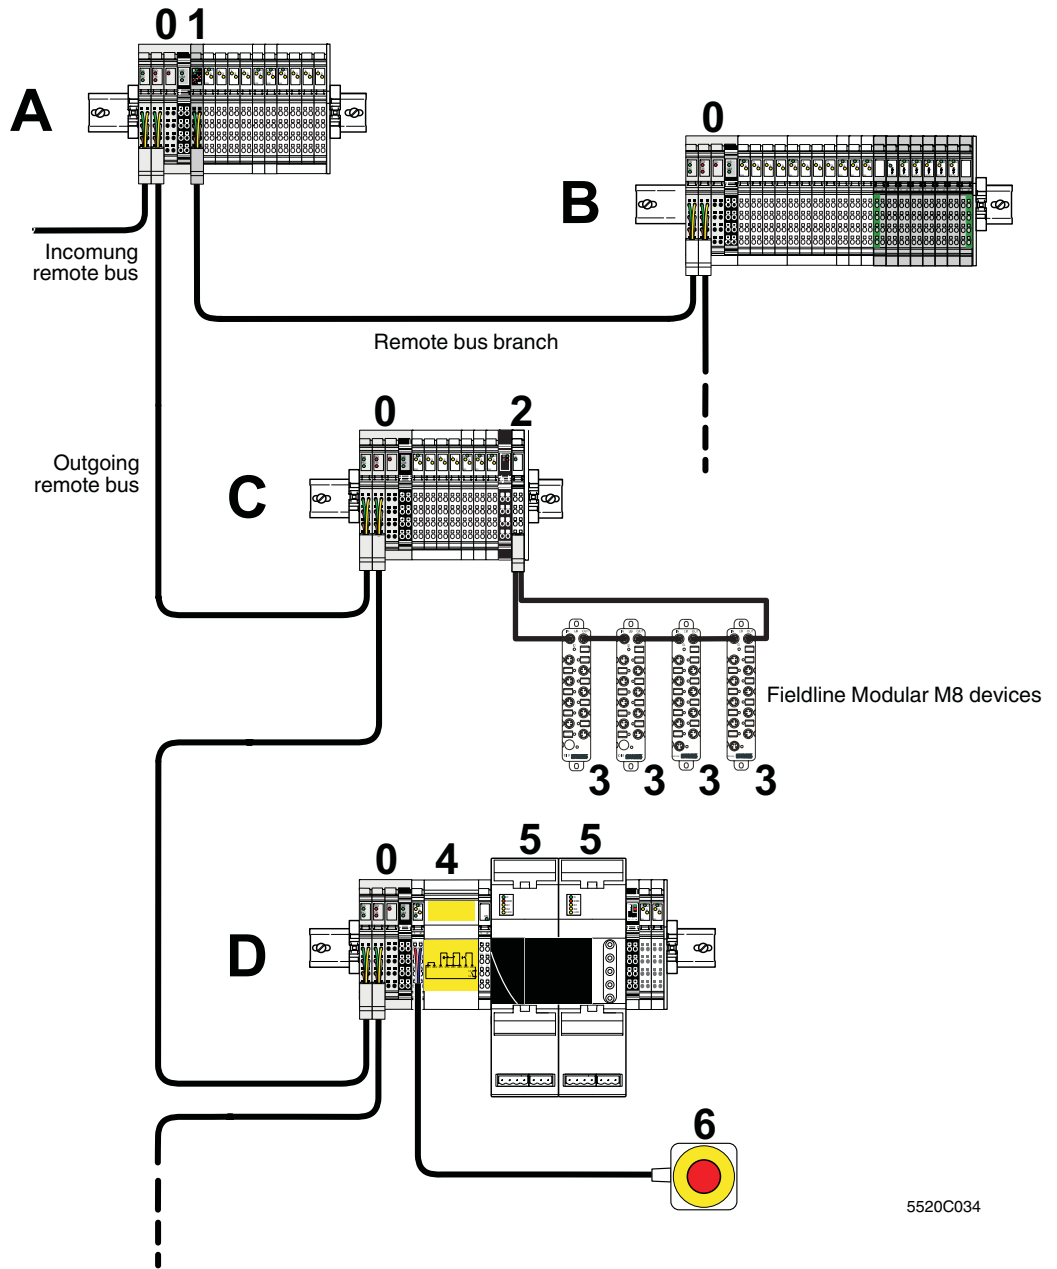 0 1
A
0
B
Incomung
remote bus
Remote bus branch
0 2
Outgoing
remote bus
C
Fieldline Modular M8 devices
3 3 3 3
5 5
0 4
D
6
5520C034